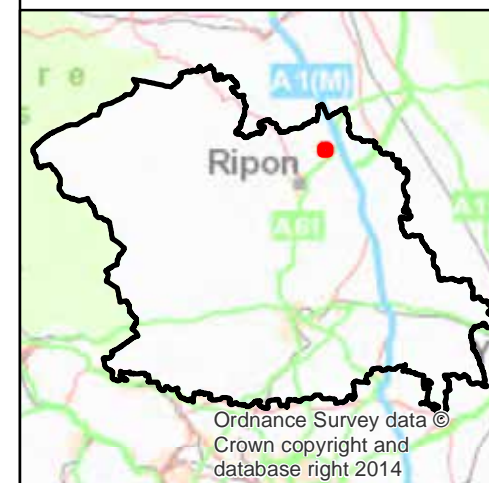 r e
A1(M)
Ripon
A61
A1
Ordnance Survey data ©
Crown copyright and
database right 2014